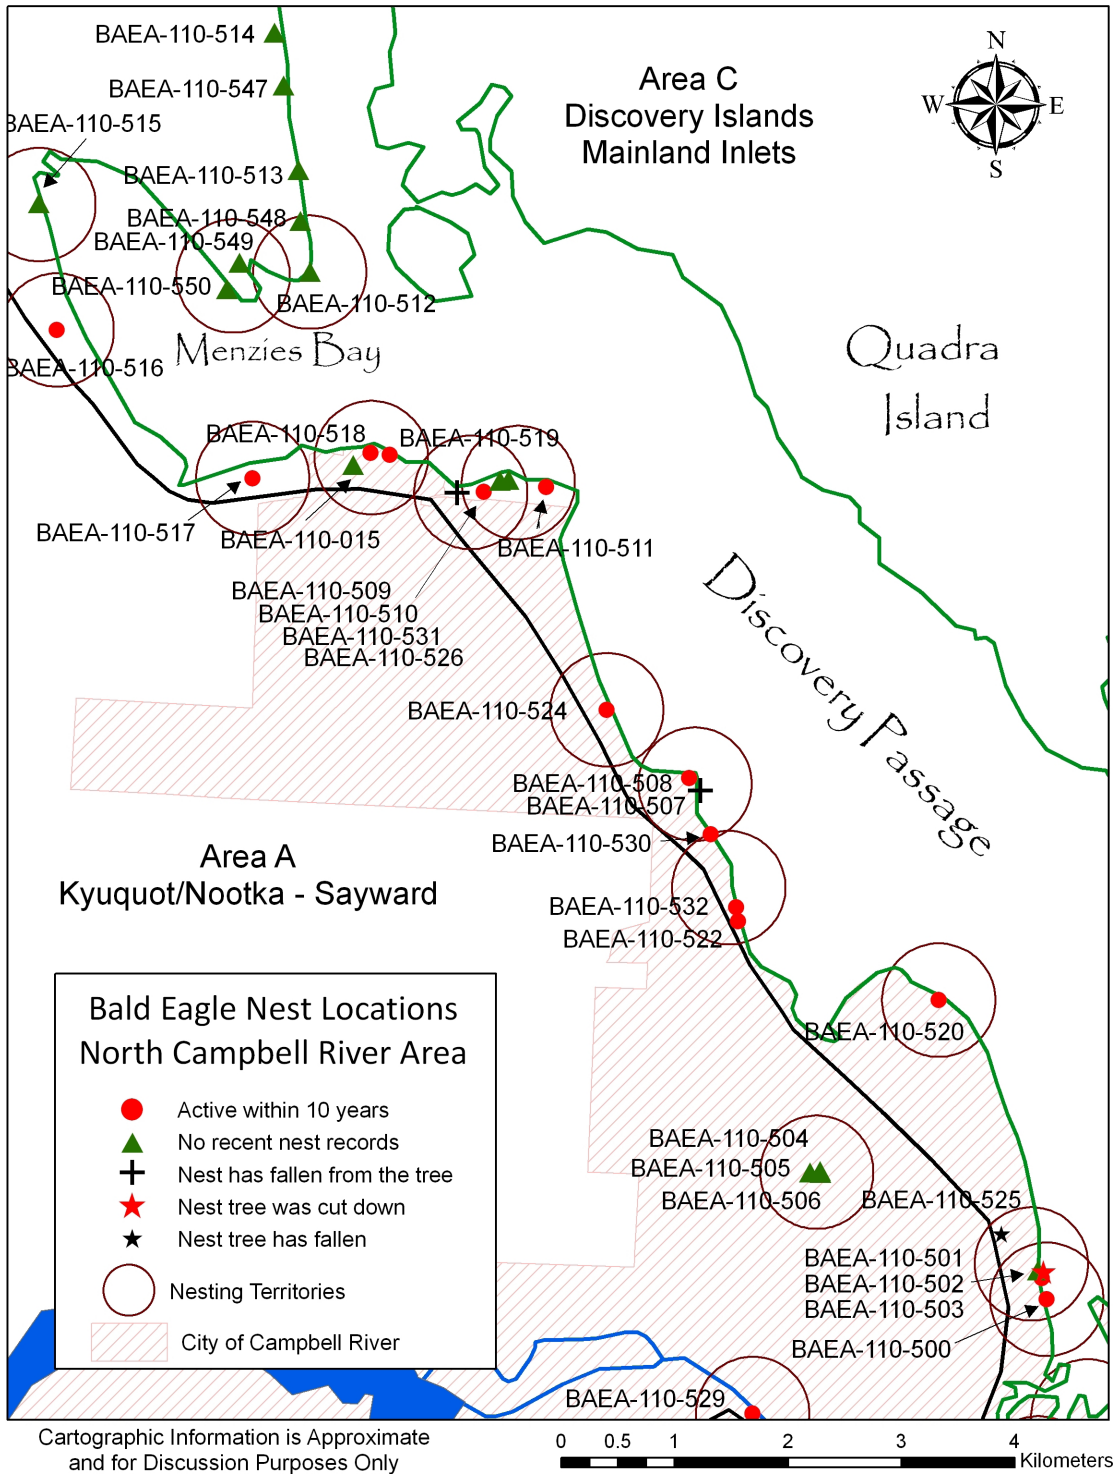 BAEA-110-514
BAEA-110-547
BAEA-110-515
BAEA-110-513
BAEA-110-548
BAEA-110-549
BAEA-110-550
BAEA-110-512
Menzies Bay
BAEA-110-516
Area C
Discovery Islands
Mainland Inlets
N
W
E
S
Quadra
Island
BAEA-110-518
BAEA-110-519
BAEA-110-517
BAEA-110-015
BAEA-110-511
BAEA-110-509
BAEA-110-510
BAEA-110-531
BAEA-110-526
Discovery Passage
BAEA-110-524
BAEA-110-508
BAEA-110-507
BAEA-110-530
Area A
Kyuquot/Nootka - Sayward
BAEA-110-532
BAEA-110-522
BAEA-110-520
BAEA-110-504
BAEA-110-505
BAEA-110-506
BAEA-110-525
BAEA-110-501
BAEA-110-502
BAEA-110-503
BAEA-110-500
BAEA-110-529
Bald Eagle Nest Locations
North Campbell River Area
Active within 10 years
No recent nest records
Nest has fallen from the tree
Nest tree was cut down
Nest tree has fallen
Nesting Territories
City of Campbell River
Cartographic Information is Approximate
and for Discussion Purposes Only
0 0.5 1 2 3 4
Kilometers